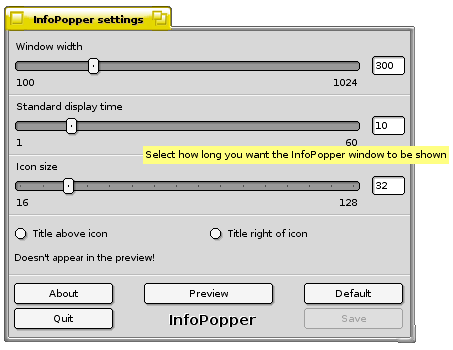 InfoPopper settings
Window width
300
100 1024
Standard display time
10
1 60
Select how long you want the InfoPopper window to be shown
Icon size
32
16 128
Title above icon Title right of icon
Doesn't appear in the preview!
About Preview Default
Quit InfoPopper Save